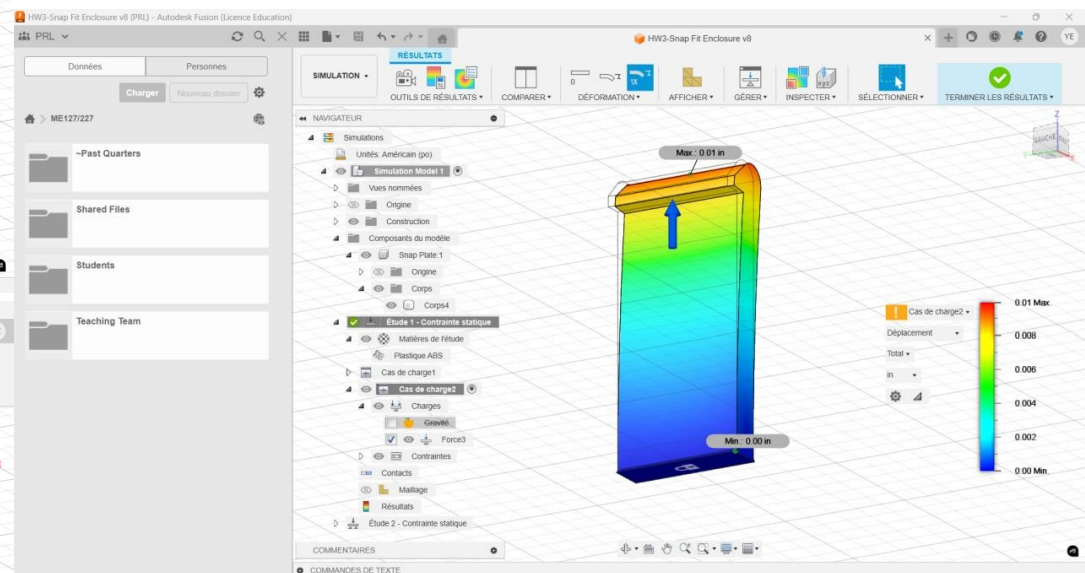 HW3-Snap Fit Enclosure v8 (PRL) - Autodesk Fusion (Licence Education)
PRL
HW3-Snap Fit Enclosure v8
YE
Données
Personnes
Charger
Nouveau dossier
ME127/227
~Past Quarters
Shared Files
Students
Teaching Team
RÉSULTATS
SIMULATION
OUTILS DE RÉSULTATS
COMPARER
DÉFORMATION
AFFICHER
GÉRER
INSPECTER
SÉLECTIONNER
TERMINER LES RÉSULTATS
NAVIGATEUR
Simulations
Unités: Américain (po)
Simulation Model 1
Vues nommées
Origine
Construction
Composants du modèle
Snap Plate:1
Origine
Corps
Corps4
Étude 1 - Contrainte statique
Matières de l'étude
Plastique ABS
Cas de charge1
Cas de charge2
Charges
Gravité
Force3
Contraintes
Contacts
Maillage
Résultats
Étude 2 - Contrainte statique
COMMENTAIRES
COMMANDES DE TEXTE
Max.: 0.01 in
Min.: 0.00 in
Z
GAUCHE
Cas de charge2
Déplacement
Total
in
0.01 Max.
0.008
0.006
0.004
0.002
0.00 Min.